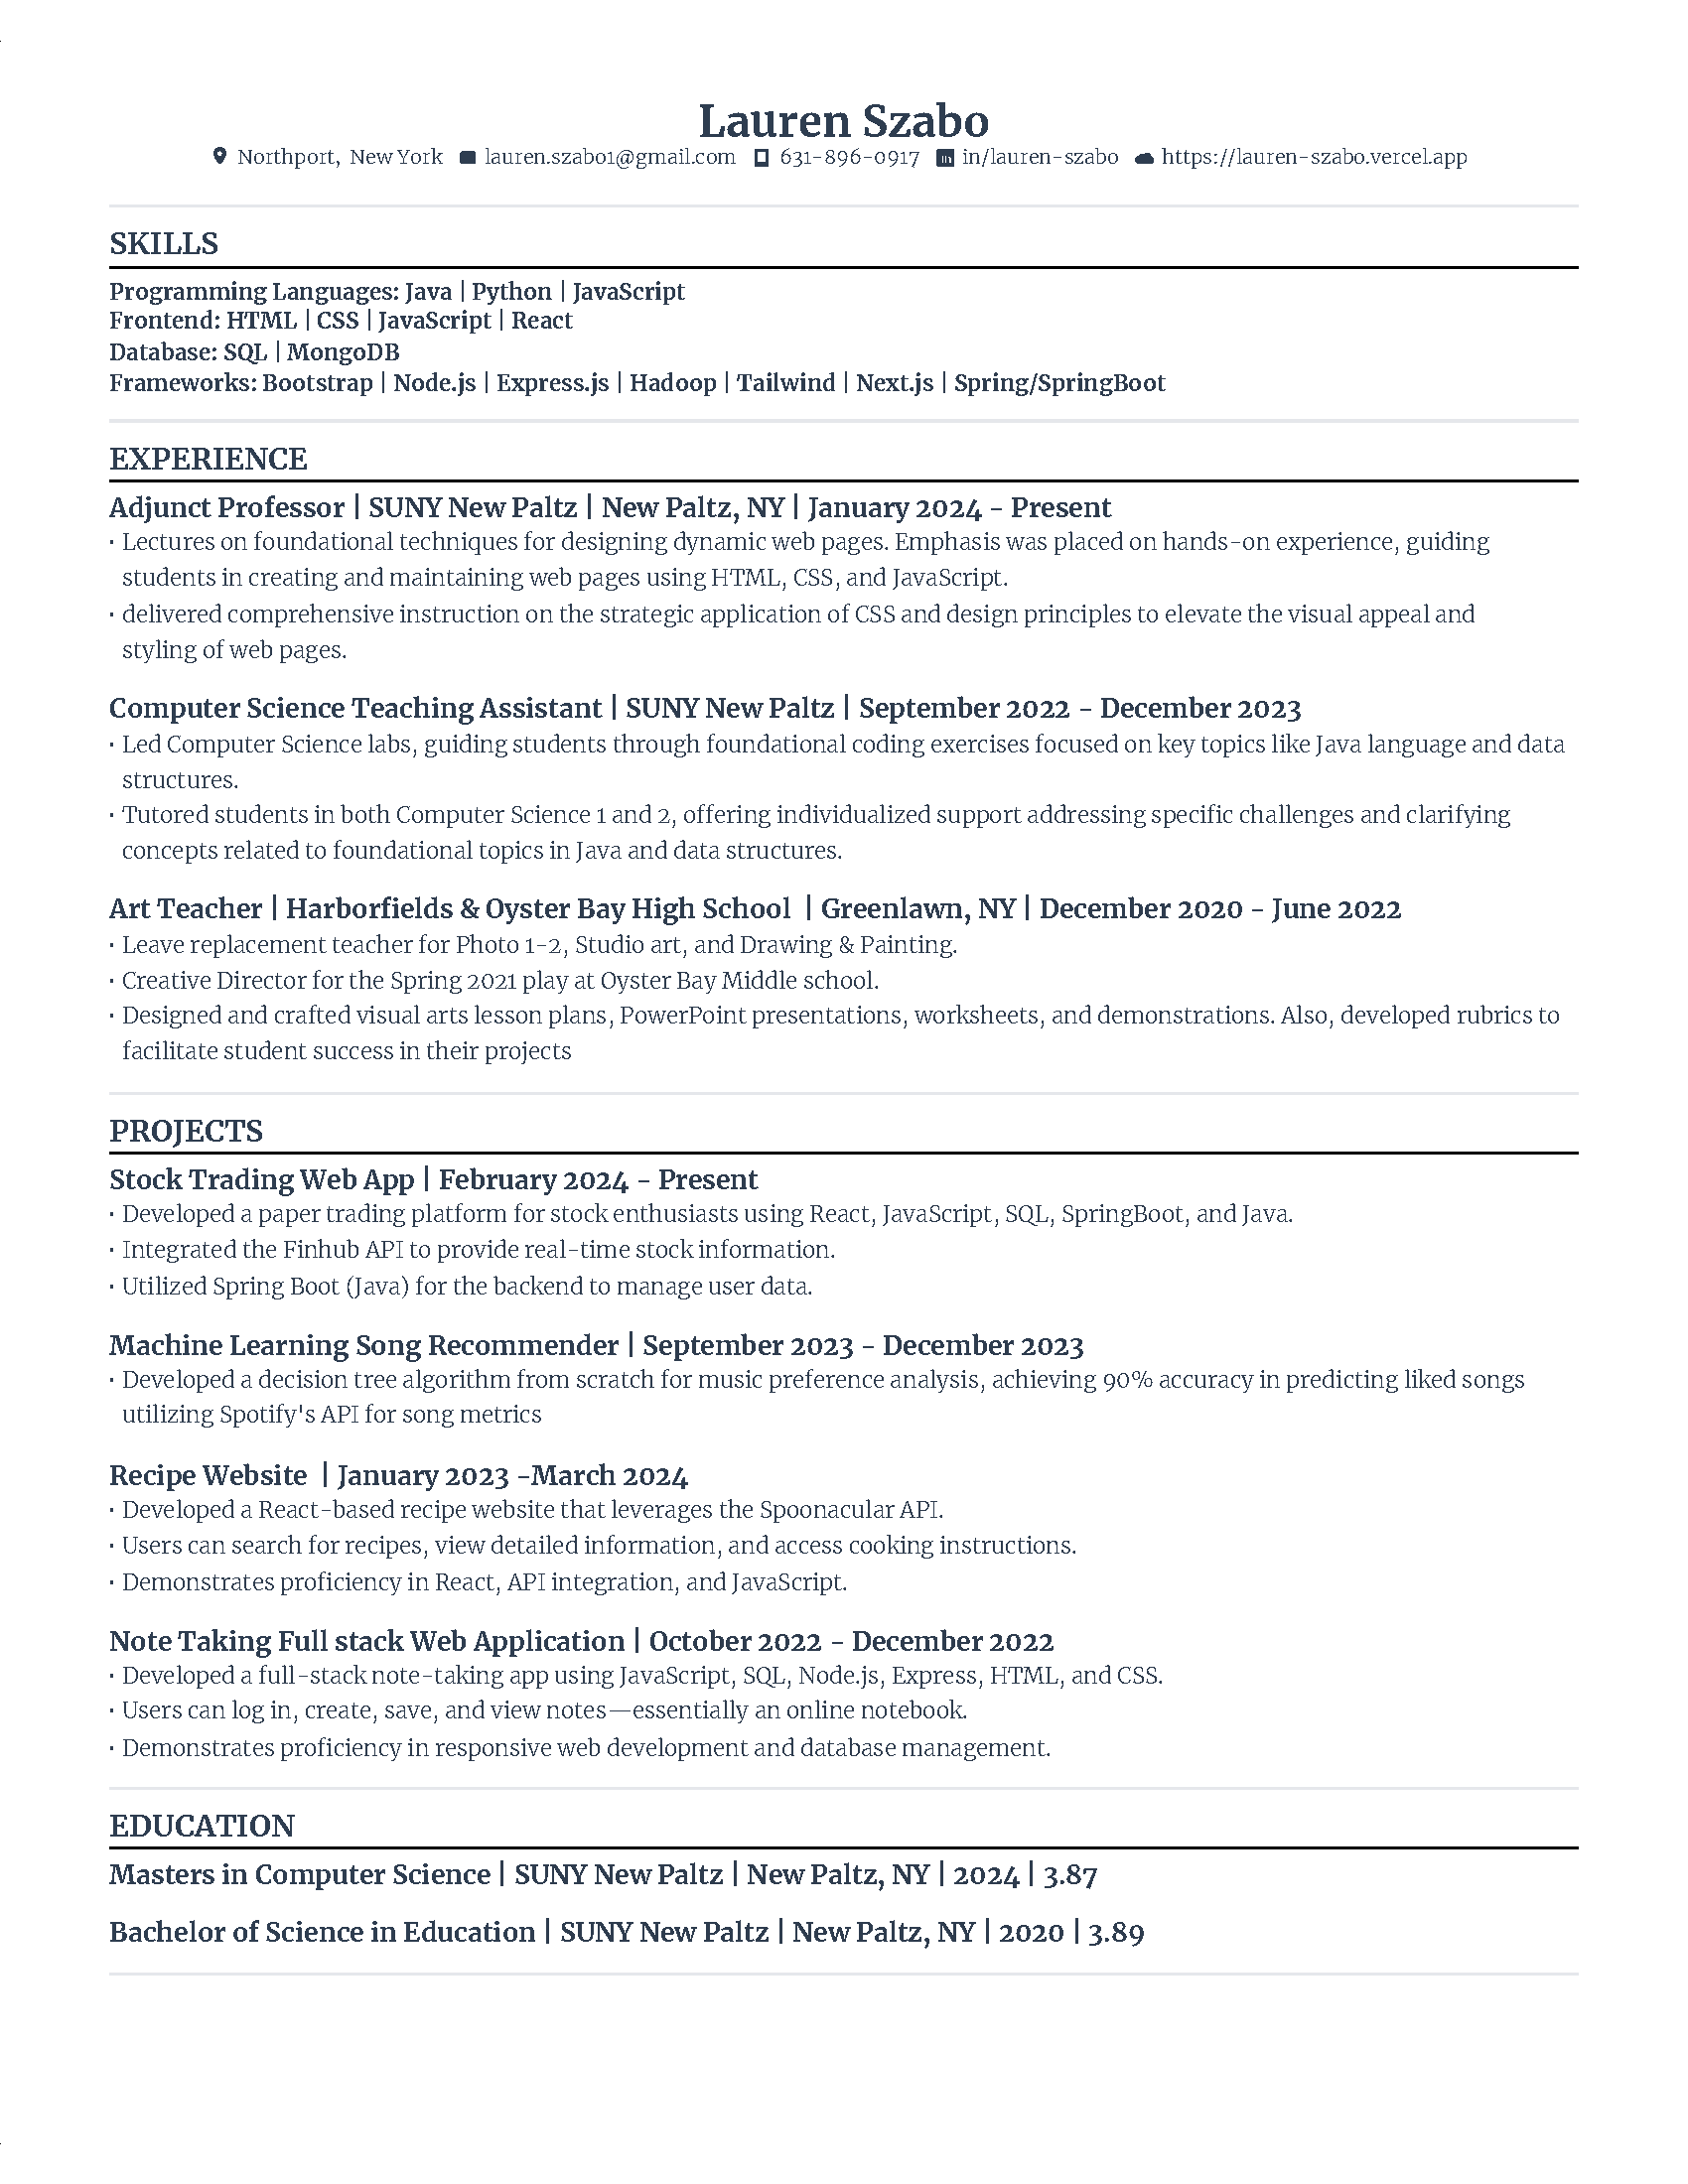 Lauren Szabo
Northport, New York lauren.szabo1@gmail.com 631-896-0917 in/lauren-szabo https://lauren-szabo.vercel.app
SKILLS
Programming Languages: Java | Python | JavaScript
Frontend: HTML | CSS | JavaScript | React
Database: SQL | MongoDB
Frameworks: Bootstrap | Node.js | Express.js | Hadoop | Tailwind | Next.js | Spring/SpringBoot
EXPERIENCE
Adjunct Professor | SUNY New Paltz | New Paltz, NY | January 2024 - Present
· Lectures on foundational techniques for designing dynamic web pages. Emphasis was placed on hands-on experience, guiding
students in creating and maintaining web pages using HTML, CSS, and JavaScript.
· delivered comprehensive instruction on the strategic application of CSS and design principles to elevate the visual appeal and
styling of web pages.
Computer Science Teaching Assistant | SUNY New Paltz | September 2022 - December 2023
· Led Computer Science labs, guiding students through foundational coding exercises focused on key topics like Java language and data
structures.
· Tutored students in both Computer Science 1 and 2, offering individualized support addressing specific challenges and clarifying
concepts related to foundational topics in Java and data structures.
Art Teacher | Harborfields & Oyster Bay High School | Greenlawn, NY | December 2020 - June 2022
· Leave replacement teacher for Photo 1-2, Studio art, and Drawing & Painting.
· Creative Director for the Spring 2021 play at Oyster Bay Middle school.
· Designed and crafted visual arts lesson plans, PowerPoint presentations, worksheets, and demonstrations. Also, developed rubrics to
facilitate student success in their projects
PROJECTS
Stock Trading Web App | February 2024 - Present
· Developed a paper trading platform for stock enthusiasts using React, JavaScript, SQL, SpringBoot, and Java.
· Integrated the Finhub API to provide real-time stock information.
· Utilized Spring Boot (Java) for the backend to manage user data.
Machine Learning Song Recommender | September 2023 - December 2023
· Developed a decision tree algorithm from scratch for music preference analysis, achieving 90% accuracy in predicting liked songs
utilizing Spotify's API for song metrics
Recipe Website | January 2023 -March 2024
· Developed a React-based recipe website that leverages the Spoonacular API.
· Users can search for recipes, view detailed information, and access cooking instructions.
· Demonstrates proficiency in React, API integration, and JavaScript.
Note Taking Full stack Web Application | October 2022 - December 2022
· Developed a full-stack note-taking app using JavaScript, SQL, Node.js, Express, HTML, and CSS.
· Users can log in, create, save, and view notes—essentially an online notebook.
· Demonstrates proficiency in responsive web development and database management.
EDUCATION
Masters in Computer Science | SUNY New Paltz | New Paltz, NY | 2024 | 3.87
Bachelor of Science in Education | SUNY New Paltz | New Paltz, NY | 2020 | 3.89